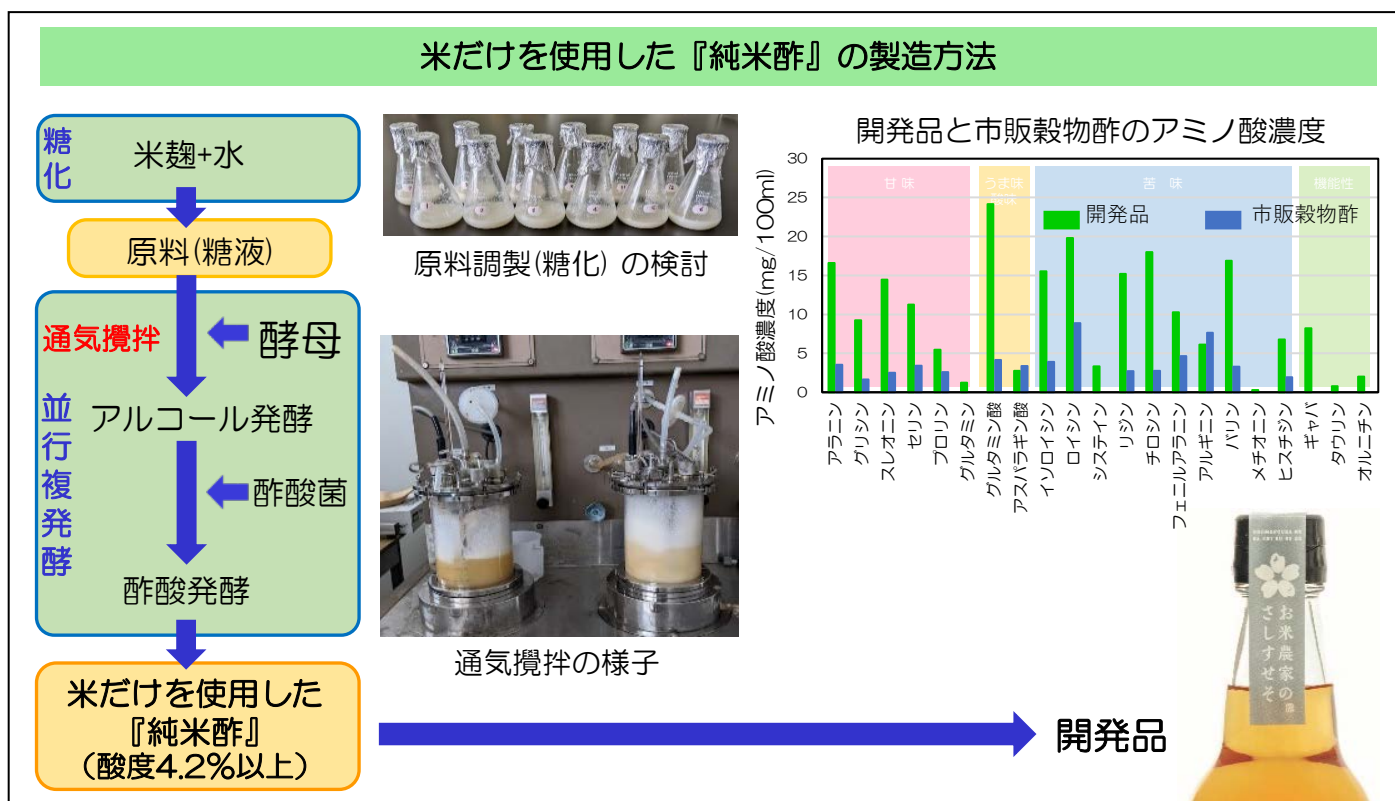 米だけを使用した『純米酢』の製造方法
糖化
米麹+水
原料(糖液)
通気攪拌
酵母
並行複発酵
アルコール発酵
酢酸菌
酢酸発酵
米だけを使用した
『純米酢』
（酸度4.2%以上）
原料調製(糖化) の検討
通気攪拌の様子
開発品と市販穀物酢のアミノ酸濃度
アミノ酸濃度(mg/100ml)
30
25
20
15
10
5
0
甘 味
うま味
酸味
苦 味
機能性
開発品
市販穀物酢
アラニン
グリシン
スレオニン
セリン
プロリン
グルタミン
グルタミン酸
アスパラギン酸
イソロイシン
ロイシン
システイン
リジン
チロシン
フェニルアラニン
アルギニン
バリン
メチオニン
ヒスチジン
ギャバ
タウリン
オルニチン
開発品
お米農家の
さしすせそ
酢